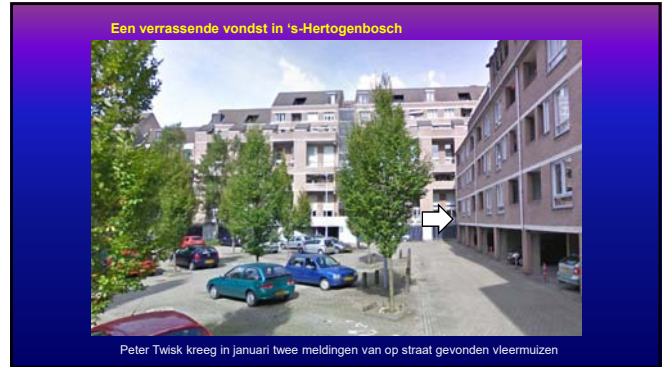 Een verrassende vondst in ‘s-Hertogenbosch
Peter Twisk kreeg in januari twee meldingen van op straat gevonden vleermuizen